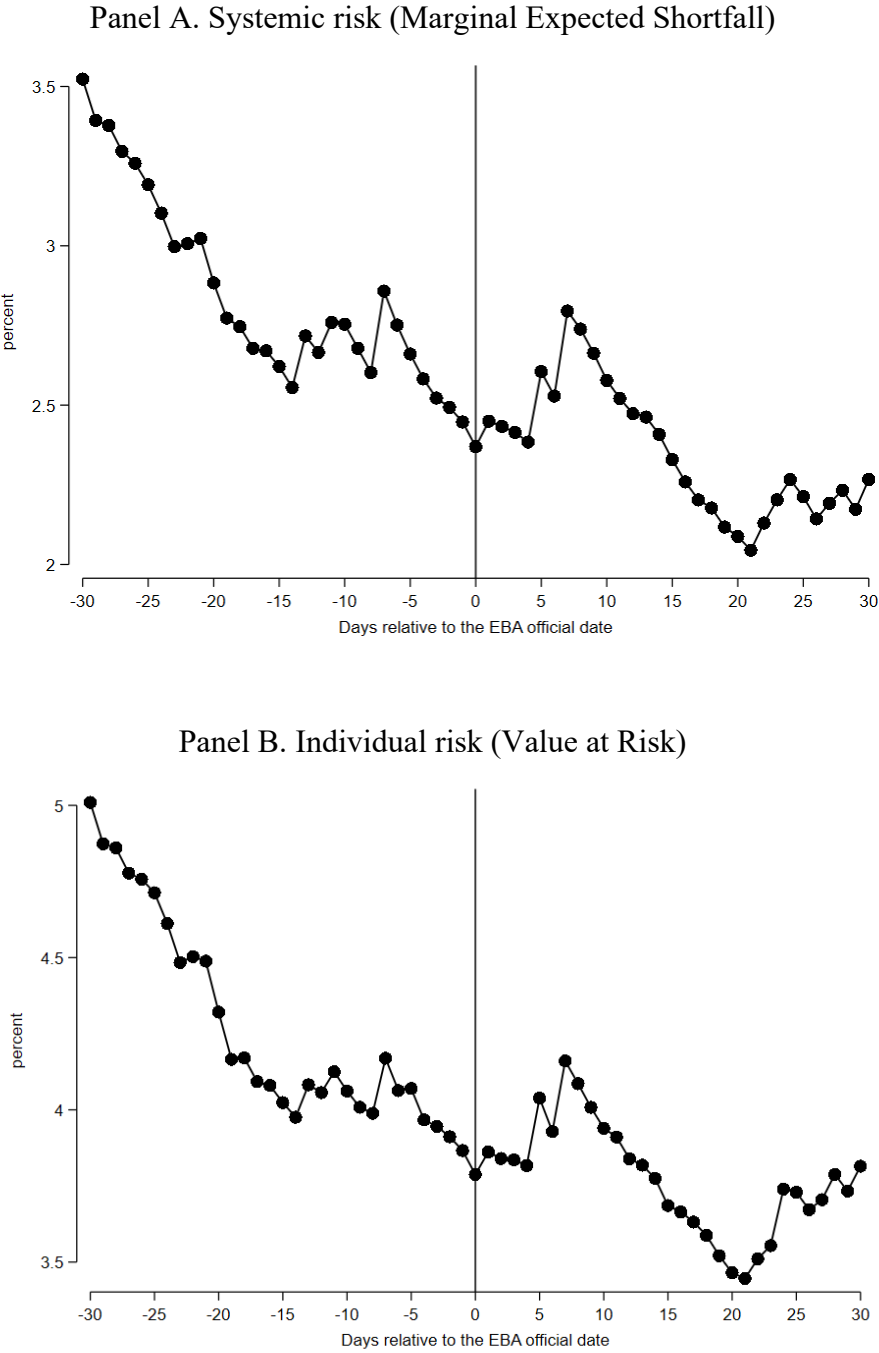 Panel A. Systemic risk (Marginal Expected Shortfall)
3.5
3
2.5
2
percent
-30 -25 -20 -15 -10 -5 0 5 10 15 20 25 30
Days relative to the EBA official date
Panel B. Individual risk (Value at Risk)
5
4.5
4
3.5
percent
-30 -25 -20 -15 -10 -5 0 5 10 15 20 25 30
Days relative to the EBA official date